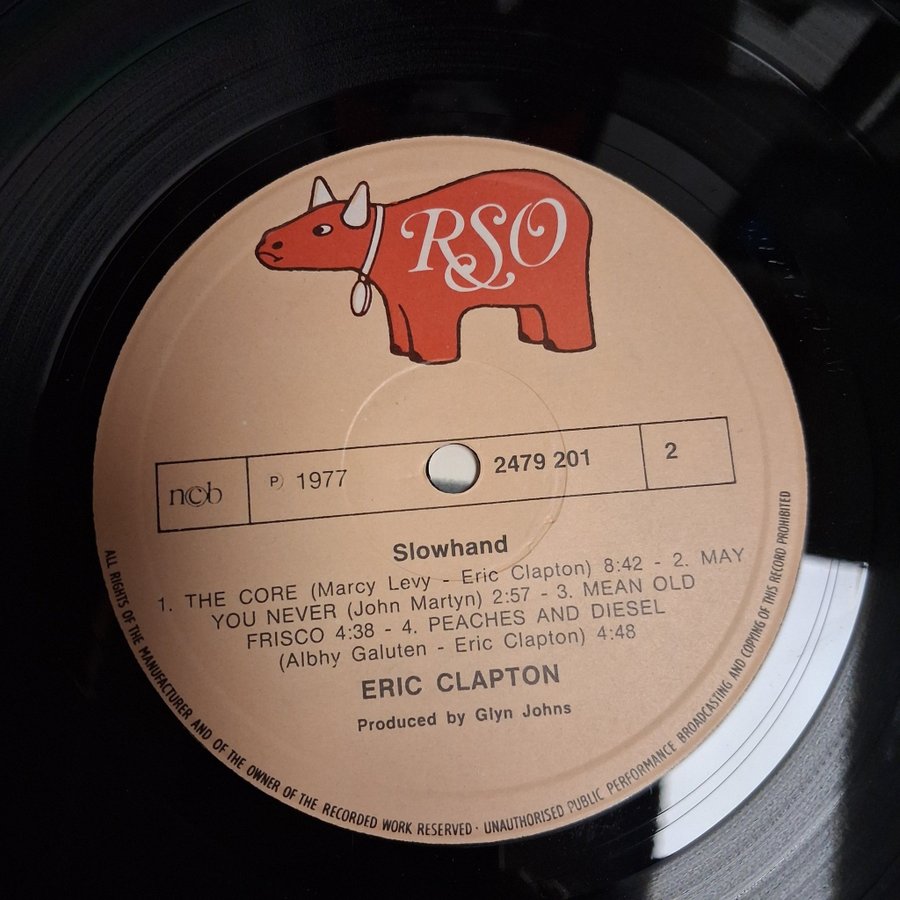 RSO
n©b
℗ 1977
2479 201
2
Slowhand
1. THE CORE (Marcy Levy - Eric Clapton) 8:42 - 2. MAY
YOU NEVER (John Martyn) 2:57 - 3. MEAN OLD
FRISCO 4:38 - 4. PEACHES AND DIESEL
(Albhy Galuten - Eric Clapton) 4:48
ERIC CLAPTON
Produced by Glyn Johns
ALL RIGHTS OF THE MANUFACTURER AND OF THE OWNER OF THE RECORDED WORK RESERVED · UNAUTHORISED PUBLIC PERFORMANCE BROADCASTING AND COPYING OF THIS RECORD PROHIBITED